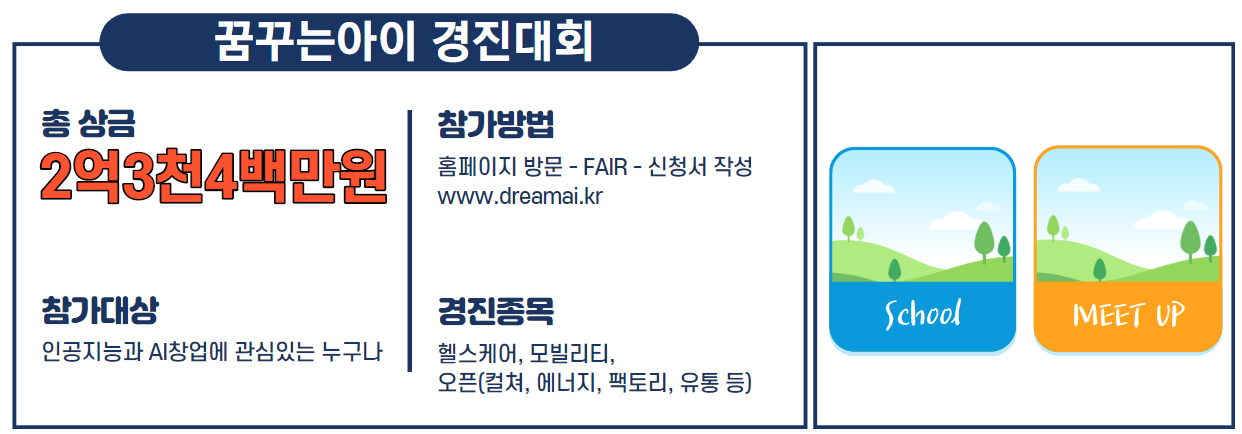 꿈꾸는아이 경진대회
총 상금
2억3천4백만원
참가대상
인공지능과 AI창업에 관심있는 누구나
참가방법
홈페이지 방문 - FAIR - 신청서 작성
www.dreamai.kr
경진종목
헬스케어, 모빌리티,
오픈(컬쳐, 에너지, 팩토리, 유통 등)
School
MEET UP